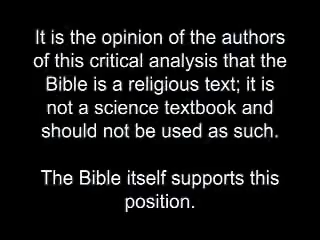 It is the opinion of the authors
of this critical analysis that the
Bible is a religious text; it is
not a science textbook and
should not be used as such.
The Bible itself supports this
position.